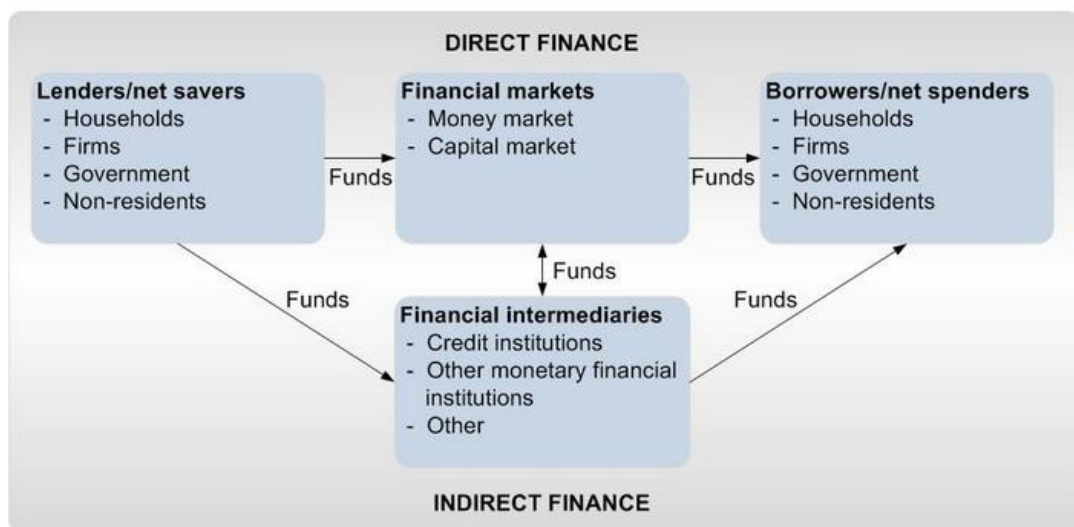 DIRECT FINANCE
Lenders/net savers
- Households
- Firms
- Government
- Non-residents
Funds
Financial markets
- Money market
- Capital market
Funds
Borrowers/net spenders
- Households
- Firms
- Government
- Non-residents
Funds
Funds
Funds
Financial intermediaries
- Credit institutions
- Other monetary financial
institutions
- Other
INDIRECT FINANCE